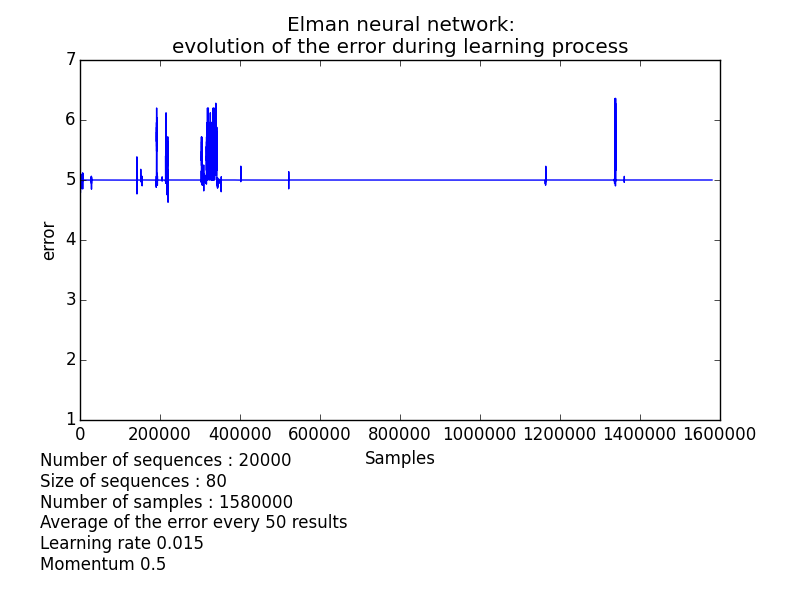 Elman neural network:
evolution of the error during learning process
7
6
5
4
3
2
1
error
0 200000 400000 600000 800000 1000000 1200000 1400000 1600000
Samples
Number of sequences : 20000
Size of sequences : 80
Number of samples : 1580000
Average of the error every 50 results
Learning rate 0.015
Momentum 0.5